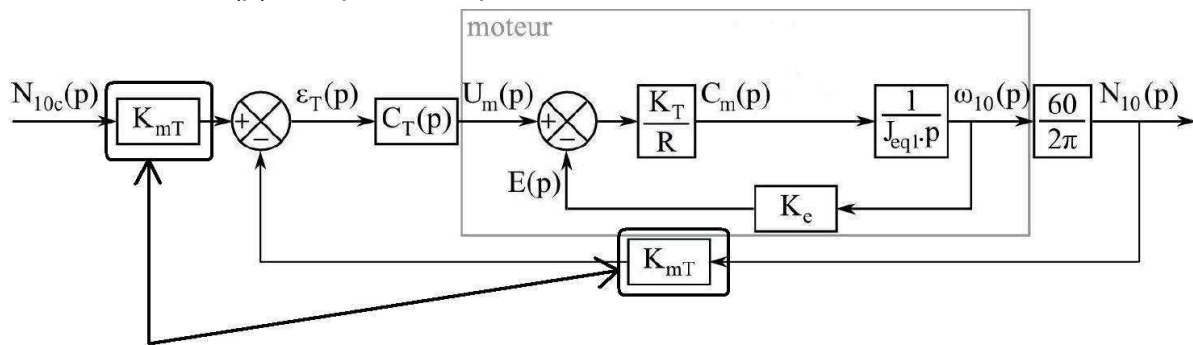 moteur
N10c(p)
KmT
+
−
εT(p)
CT(p)
Um(p)
+
−
KT
R
Cm(p)
1
Jeq1.p
ω10(p)
60
2π
N10(p)
E(p)
Ke
KmT